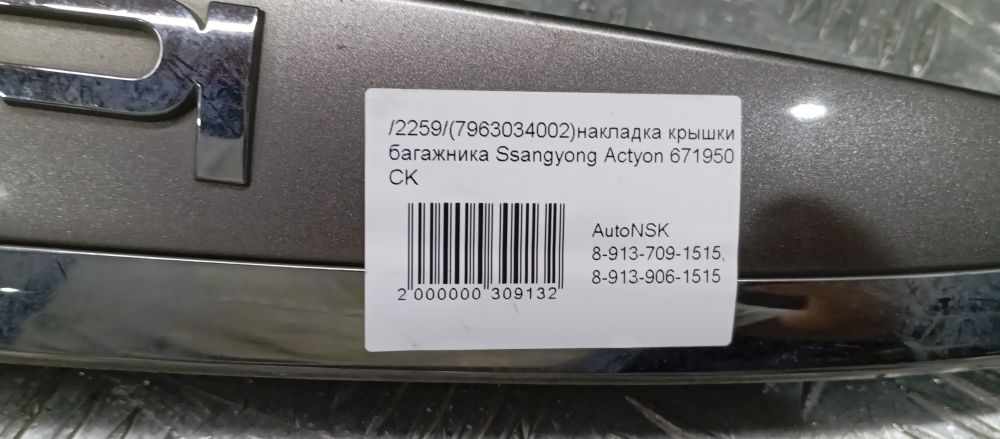 /2259/(7963034002)накладка крышки
багажника Ssangyong Actyon 671950
CK
AutoNSK
8-913-709-1515,
8-913-906-1515
2 000000 309132